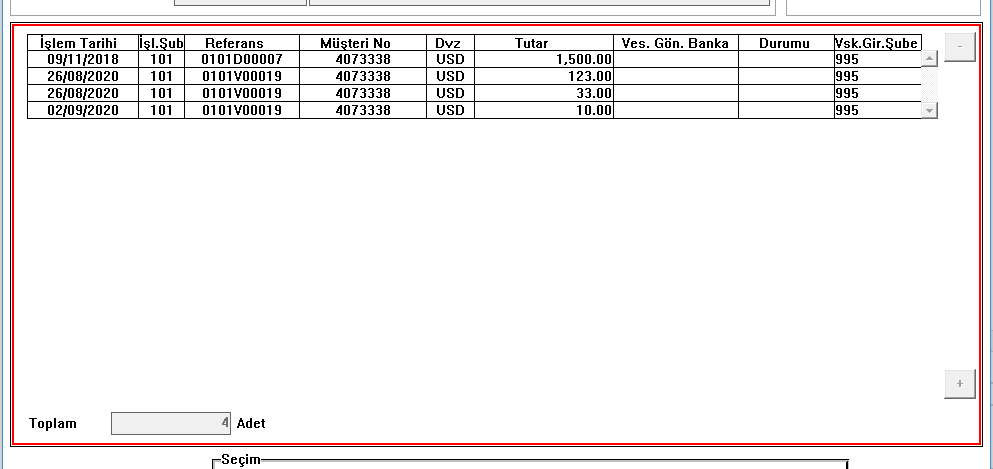 İşlem Tarihi İşl.Şub Referans Müşteri No Dvz Tutar Ves. Gön. Banka Durumu Vsk.Gir.Şube -
09/11/2018 101 0101D00007 4073338 USD 1,500.00 995
26/08/2020 101 0101V00019 4073338 USD 123.00 995
26/08/2020 101 0101V00019 4073338 USD 33.00 995
02/09/2020 101 0101V00019 4073338 USD 10.00 995
+
Toplam 4 Adet
Seçim